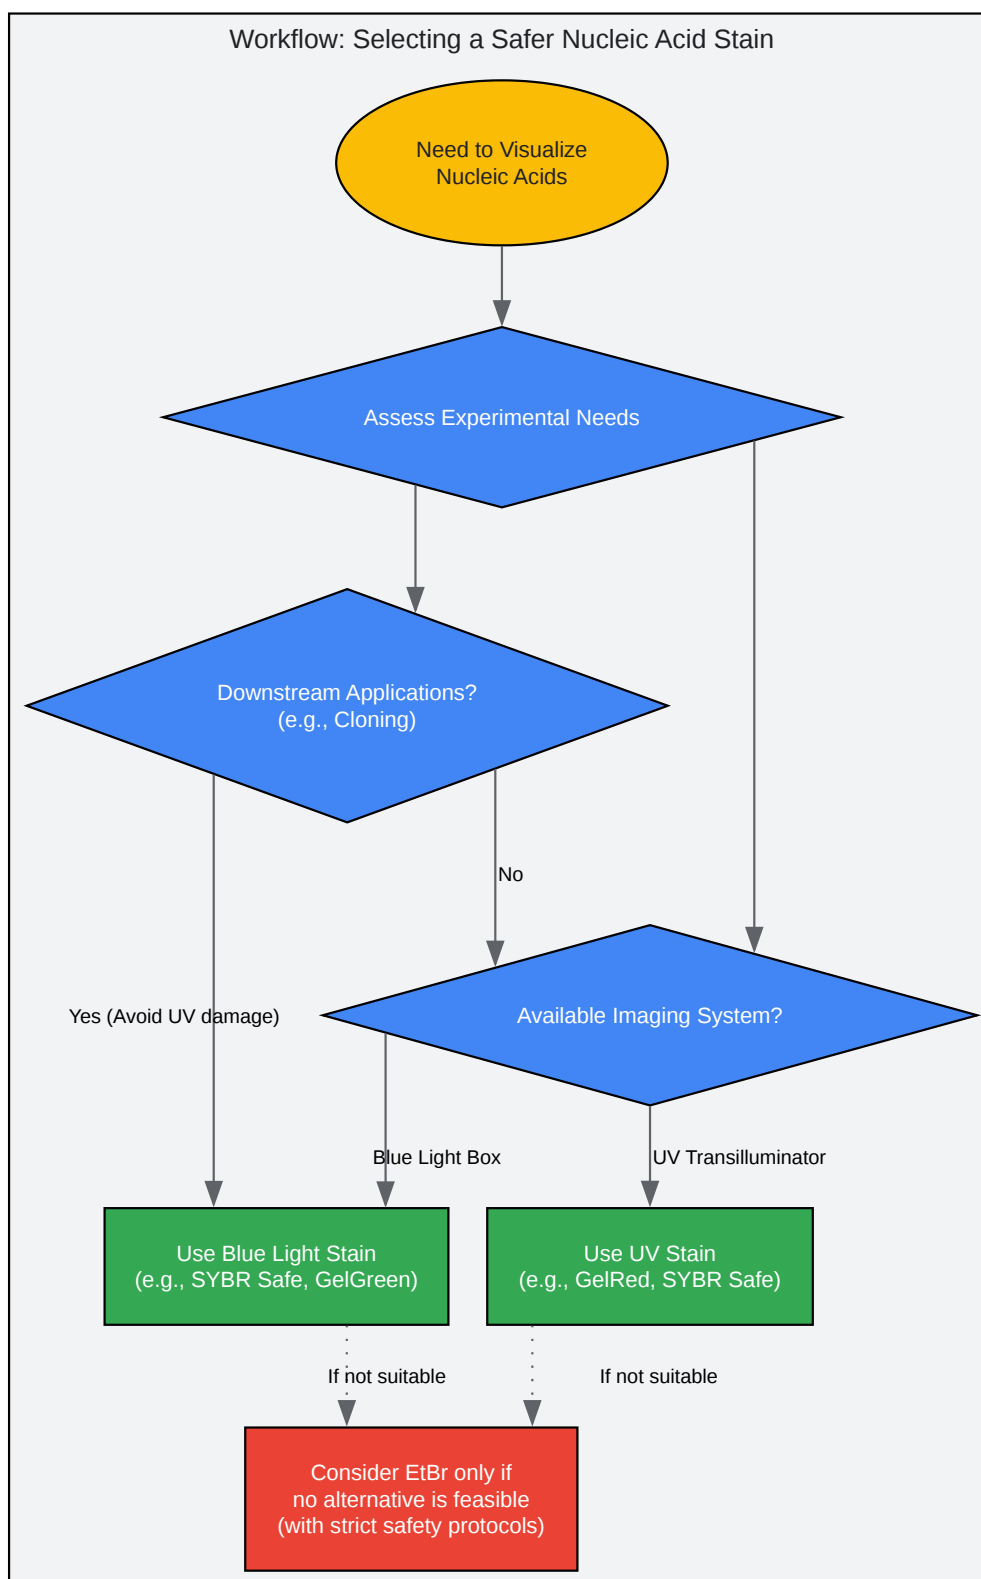 Workflow: Selecting a Safer Nucleic Acid Stain
Need to Visualize
Nucleic Acids
Assess Experimental Needs
Downstream Applications?
(e.g., Cloning)
No
Yes (Avoid UV damage)
Available Imaging System?
Blue Light Box
UV Transilluminator
Use Blue Light Stain
(e.g., SYBR Safe, GelGreen)
Use UV Stain
(e.g., GelRed, SYBR Safe)
If not suitable
If not suitable
Consider EtBr only if
no alternative is feasible
(with strict safety protocols)